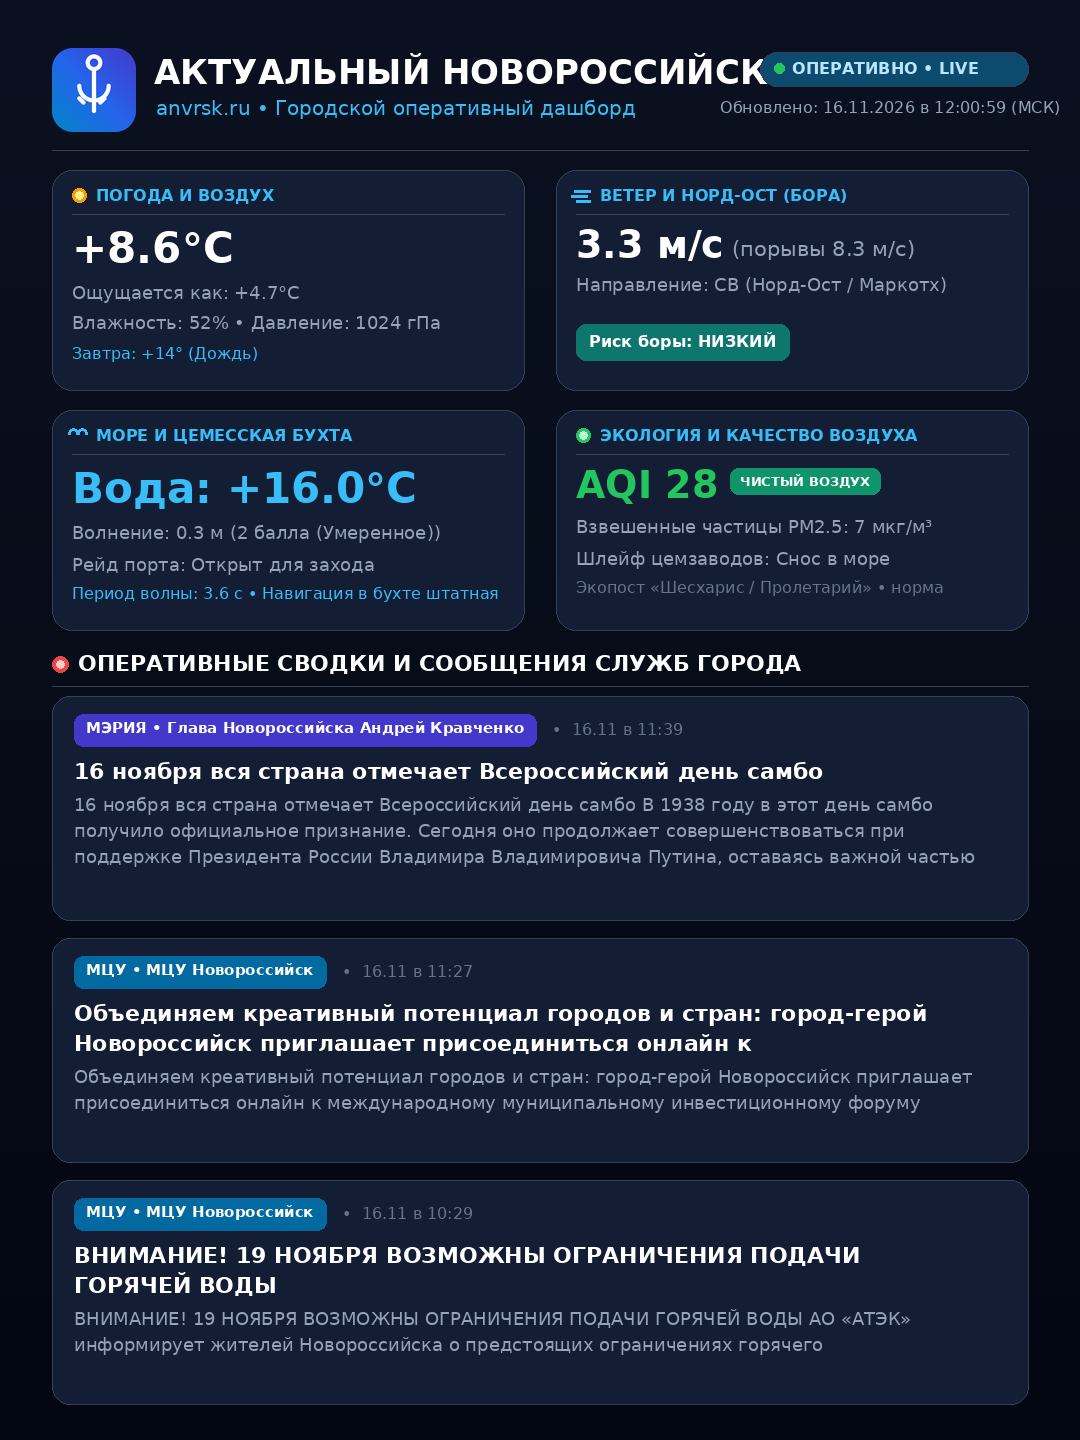 АКТУАЛЬНЫЙ НОВОРОССИЙСК
ОПЕРАТИВНО • LIVE
anvrsk.ru • Городской оперативный дашборд
Обновлено: 16.11.2026 в 12:00:59 (МСК)
ПОГОДА И ВОЗДУХ
+8.6°C
Ощущается как: +4.7°C
Влажность: 52% • Давление: 1024 гПа
Завтра: +14° (Дождь)
ВЕТЕР И НОРД-ОСТ (БОРА)
3.3 м/с (порывы 8.3 м/с)
Направление: СВ (Норд-Ост / Маркотх)
Риск боры: НИЗКИЙ
МОРЕ И ЦЕМЕССКАЯ БУХТА
Вода: +16.0°C
Волнение: 0.3 м (2 балла (Умеренное))
Рейд порта: Открыт для захода
Период волны: 3.6 с • Навигация в бухте штатная
ЭКОЛОГИЯ И КАЧЕСТВО ВОЗДУХА
AQI 28 ЧИСТЫЙ ВОЗДУХ
Взвешенные частицы PM2.5: 7 мкг/м³
Шлейф цемзаводов: Снос в море
Экопост «Шесхарис / Пролетарий» • норма
ОПЕРАТИВНЫЕ СВОДКИ И СООБЩЕНИЯ СЛУЖБ ГОРОДА
МЭРИЯ • Глава Новороссийска Андрей Кравченко • 16.11 в 11:39
16 ноября вся страна отмечает Всероссийский день самбо
16 ноября вся страна отмечает Всероссийский день самбо В 1938 году в этот день самбо
получило официальное признание. Сегодня оно продолжает совершенствоваться при
поддержке Президента России Владимира Владимировича Путина, оставаясь важной частью
МЦУ • МЦУ Новороссийск • 16.11 в 11:27
Объединяем креативный потенциал городов и стран: город-герой
Новороссийск приглашает присоединиться онлайн к
Объединяем креативный потенциал городов и стран: город-герой Новороссийск приглашает
присоединиться онлайн к международному муниципальному инвестиционному форуму
МЦУ • МЦУ Новороссийск • 16.11 в 10:29
ВНИМАНИЕ! 19 НОЯБРЯ ВОЗМОЖНЫ ОГРАНИЧЕНИЯ ПОДАЧИ
ГОРЯЧЕЙ ВОДЫ
ВНИМАНИЕ! 19 НОЯБРЯ ВОЗМОЖНЫ ОГРАНИЧЕНИЯ ПОДАЧИ ГОРЯЧЕЙ ВОДЫ АО «АТЭК»
информирует жителей Новороссийска о предстоящих ограничениях горячего